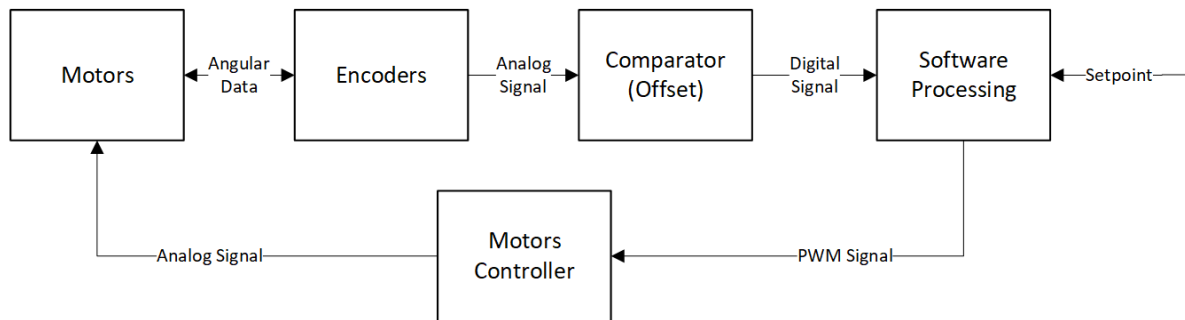 Motors
Angular
Data
Encoders
Analog
Signal
Comparator
(Offset)
Digital
Signal
Software
Processing
Setpoint
Analog Signal
Motors
Controller
PWM Signal